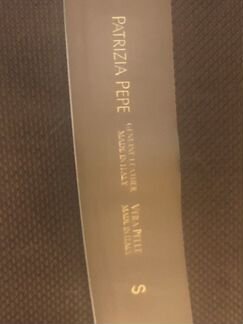 PATRIZIA PEPE
GENUINE LEATHER
MADE IN ITALY
VERA PELLE
MADE IN ITALY
S